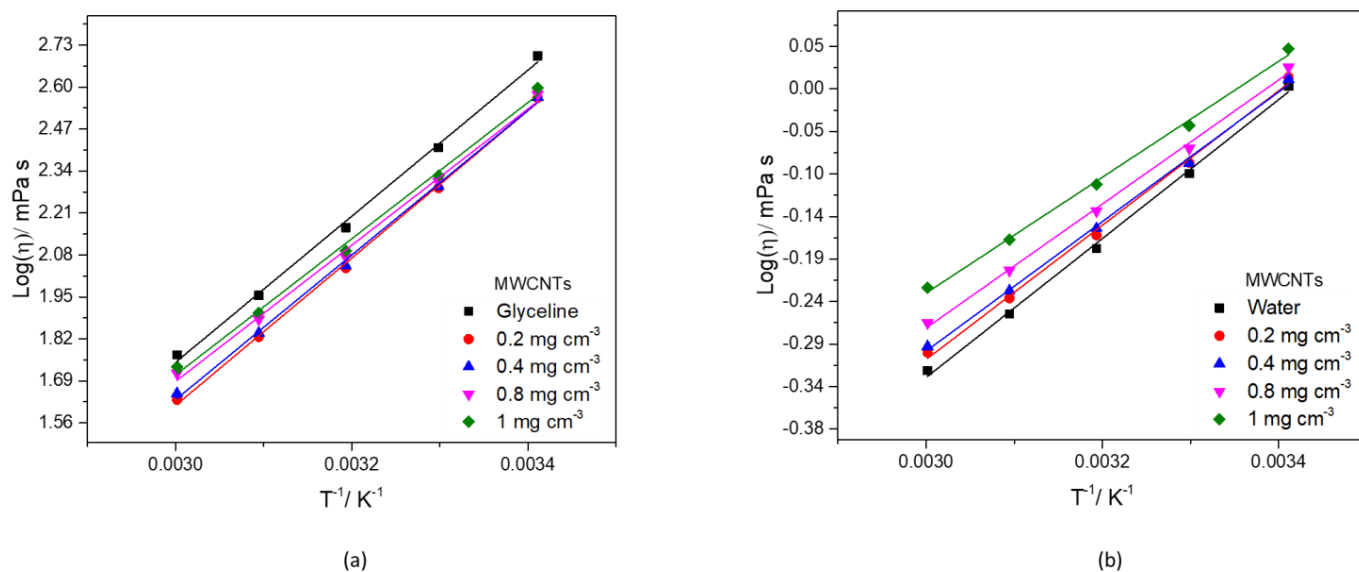 2.73
2.60
2.47
2.34
2.21
2.08
1.95
1.82
1.69
1.56
Log(η)/ mPa s
MWCNTs
Glyceline
0.2 mg cm⁻³
0.4 mg cm⁻³
0.8 mg cm⁻³
1 mg cm⁻³
0.0030
0.0032
0.0034
T⁻¹/ K⁻¹
(a)
0.05
0.00
-0.05
-0.10
-0.14
-0.19
-0.24
-0.29
-0.34
-0.38
Log(η)/ mPa s
MWCNTs
Water
0.2 mg cm⁻³
0.4 mg cm⁻³
0.8 mg cm⁻³
1 mg cm⁻³
0.0030
0.0032
0.0034
T⁻¹/ K⁻¹
(b)